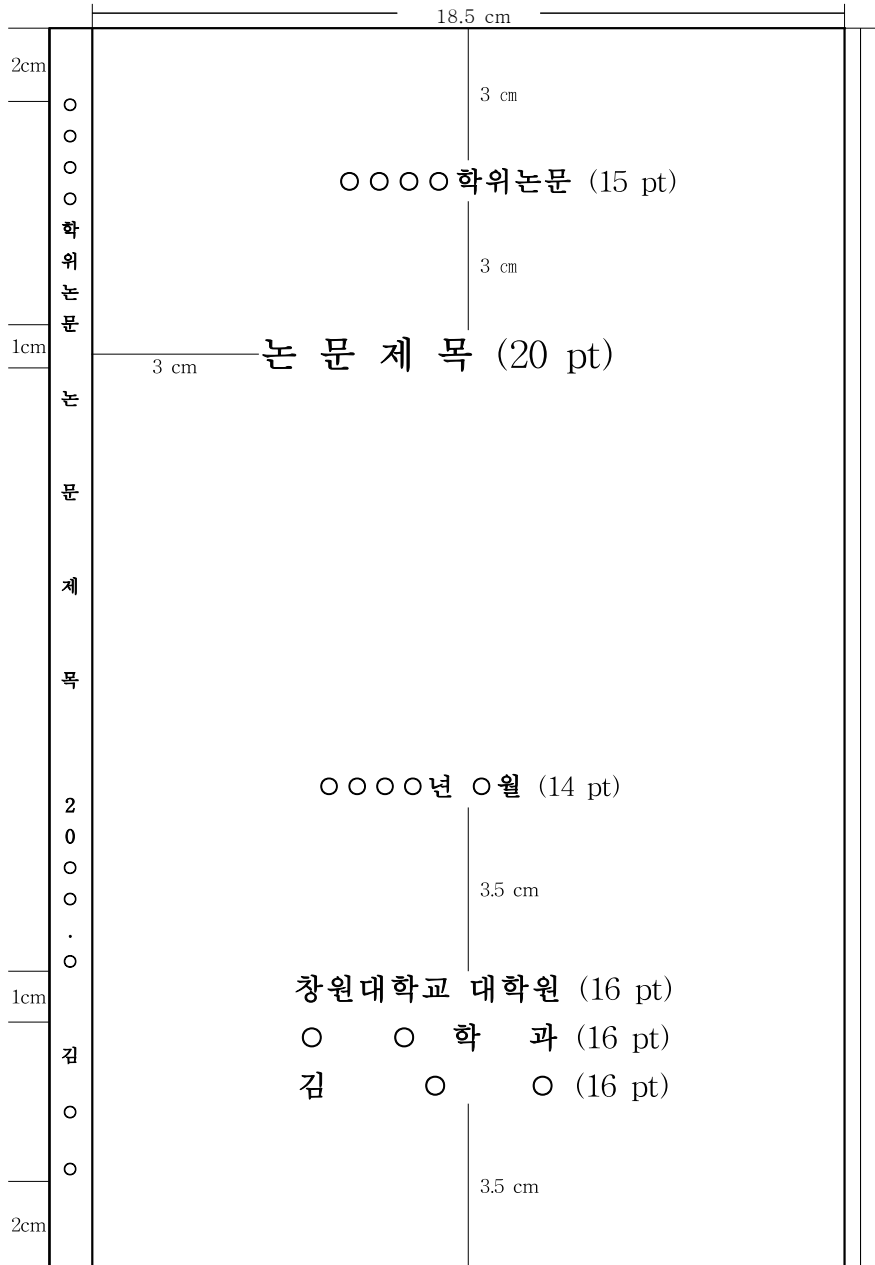 18.5 cm
2cm
3 ㎝
○○○○학위논문 (15 pt)
3 ㎝
논 문 제 목 (20 pt)
3 cm
○○○○년 ○월 (14 pt)
3.5 cm
창원대학교 대학원 (16 pt)
○ ○ 학 과 (16 pt)
김 ○ ○ (16 pt)
3.5 cm
○○○○학위논문
1cm
논 문 제 목
20○○.○
1cm
김 ○ ○
2cm